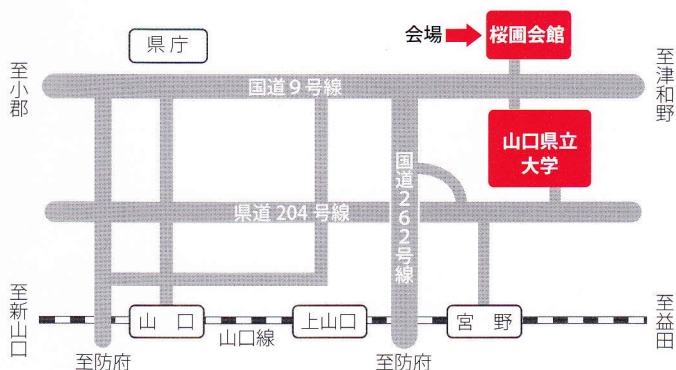 会場
桜圃会館
県庁
至小郡
国道9号線
至津和野
山口県立
大学
国道262号線
県道204号線
至新山口
山口
山口線
上山口
宮野
至益田
至防府
至防府